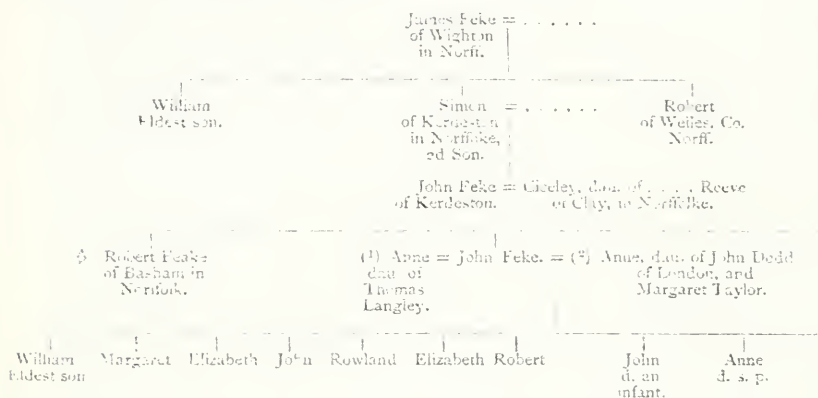 James Feke = . . . . . .
of Wighton
in Norff.
William
Eldest son.
Simon = . . . . . .
of Kerdeston
in Norffolke,
2d Son.
Robert
of Welles, Co.
Norff.
John Feke = Ciceley, dau. of . . . . Reeve
of Kerdeston. of Clay, in Norffolke.
Robert Peake
of Basham in
Norfolk.
(1) Anne = John Feke. = (2) Anne, dau. of John Dodd
dau. of
Thomas
Langley.
of London, and
Margaret Taylor.
William
Eldest son
Margaret
Elizabeth
John
Rowland
Elizabeth
Robert
John
d. an
infant.
Anne
d. s. p.